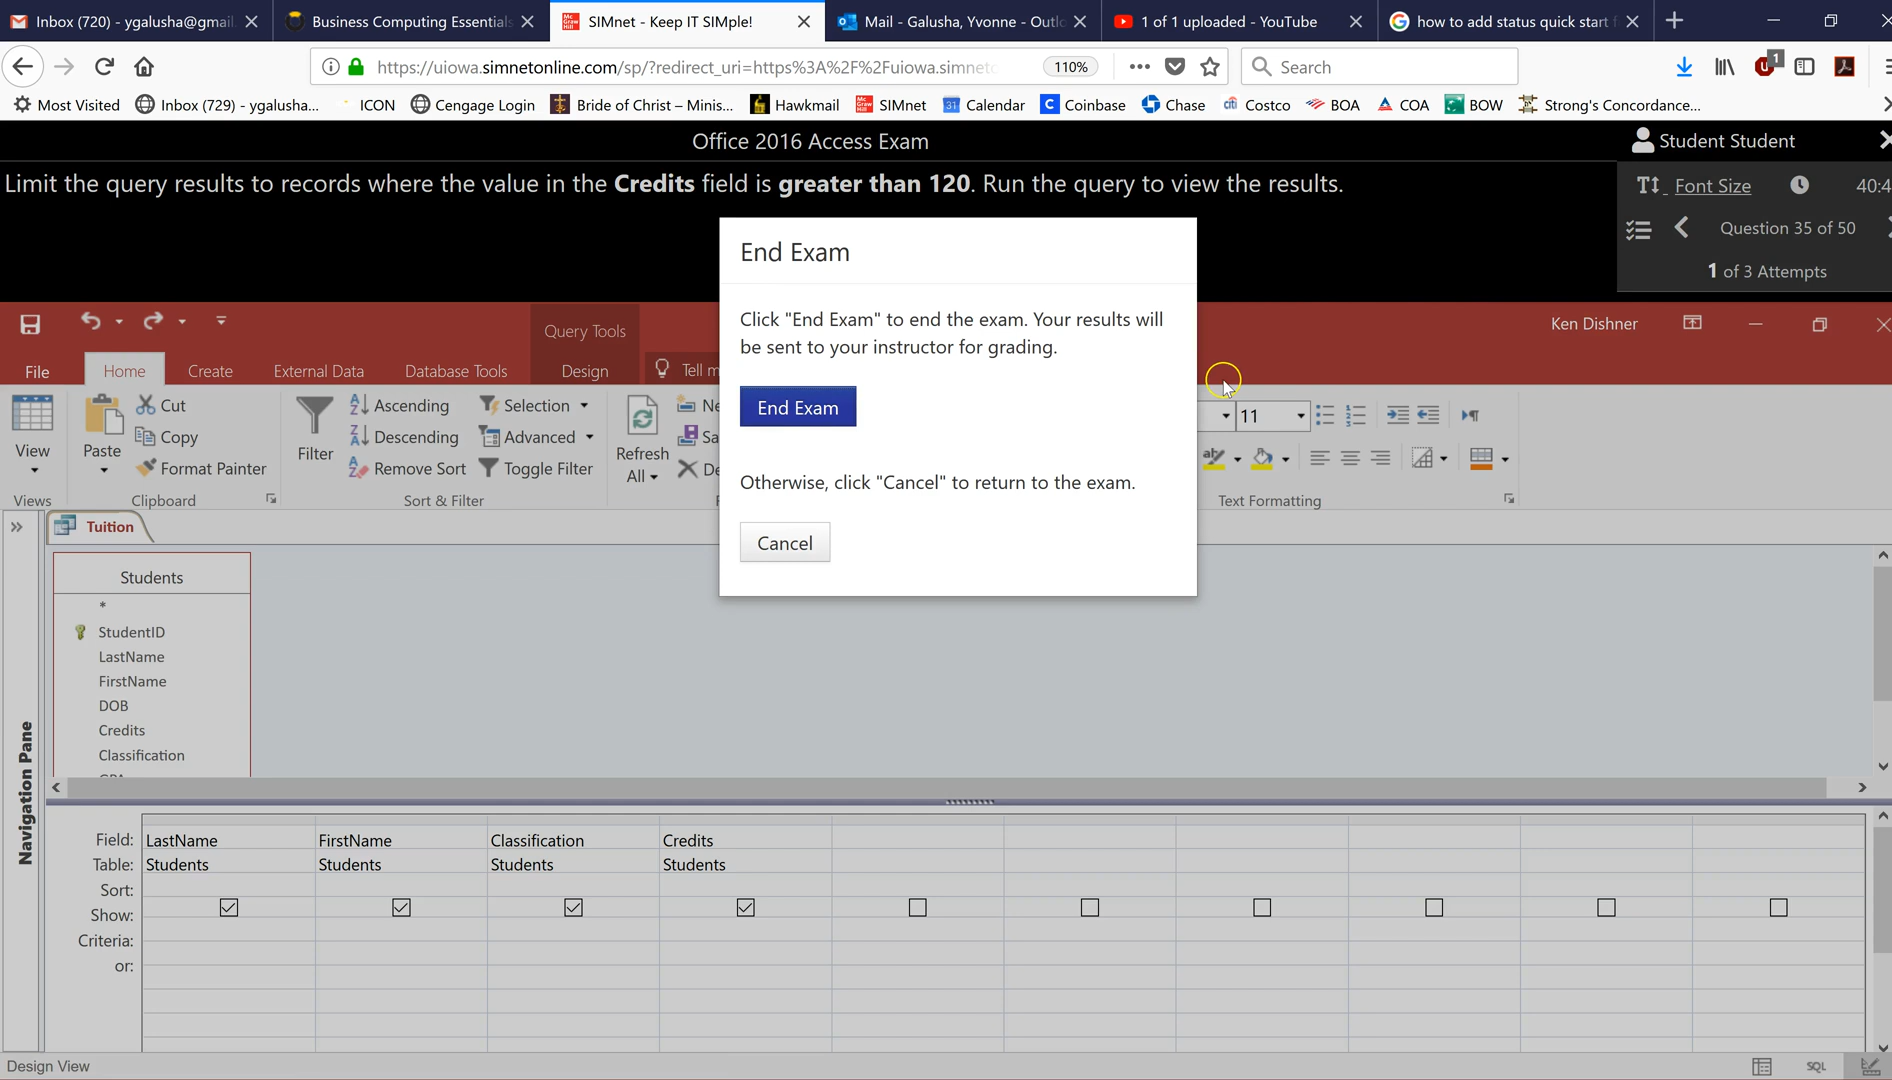 Inbox (720) - ygalusha@gmail.
Business Computing Essentials
SIMnet - Keep IT SIMple!
Mail - Galusha, Yvonne - Outlo
1 of 1 uploaded - YouTube
how to add status quick start f
https://uiowa.simnetonline.com/sp/?redirect_uri=https%3A%2F%2Fuiowa.simnetc
110%
Search
1
Most Visited
Inbox (729) - ygalusha...
ICON
Cengage Login
Bride of Christ – Minis...
Hawkmail
SIMnet
Calendar
Coinbase
Chase
Costco
BOA
COA
BOW
Strong's Concordance...
Office 2016 Access Exam
Student Student
Limit the query results to records where the value in the Credits field is greater than 120. Run the query to view the results.
Font Size
40:4
Question 35 of 50
1 of 3 Attempts
End Exam
Click "End Exam" to end the exam. Your results will
be sent to your instructor for grading.
End Exam
Otherwise, click "Cancel" to return to the exam.
Cancel
Query Tools
Ken Dishner
File
Home
Create
External Data
Database Tools
Design
Tell m
View
Paste
Cut
Copy
Format Painter
Filter
Ascending
Descending
Remove Sort
Selection
Advanced
Toggle Filter
Refresh
All
Ne
Sa
De
11
Views
Clipboard
Sort & Filter
Text Formatting
Tuition
Students
*
StudentID
LastName
FirstName
DOB
Credits
Classification
Navigation Pane
Field: LastName FirstName Classification Credits
Table: Students Students Students Students
Sort:
Show:
Criteria:
or:
Design View
SQL